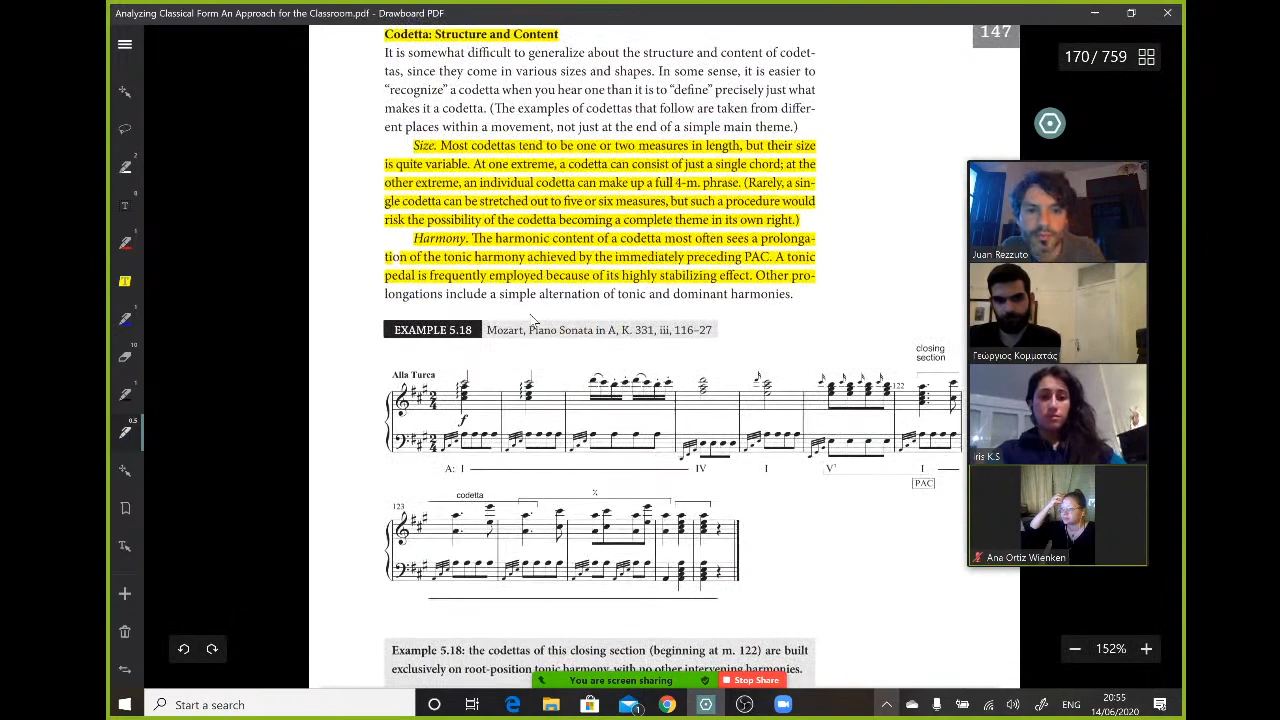 Analyzing Classical Form An Approach for the Classroom.pdf - Drawboard PDF
147
170 / 759
Codetta: Structure and Content
It is somewhat difficult to generalize about the structure and content of codet-
tas, since they come in various sizes and shapes. In some sense, it is easier to
“recognize” a codetta when you hear one than it is to “define” precisely just what
makes it a codetta. (The examples of codettas that follow are taken from differ-
ent places within a movement, not just at the end of a simple main theme.)
Size. Most codettas tend to be one or two measures in length, but their size
is quite variable. At one extreme, a codetta can consist of just a single chord; at the
other extreme, an individual codetta can make up a full 4-m. phrase. (Rarely, a sin-
gle codetta can be stretched out to five or six measures, but such a procedure would
risk the possibility of the codetta becoming a complete theme in its own right.)
Harmony. The harmonic content of a codetta most often sees a prolonga-
tion of the tonic harmony achieved by the immediately preceding PAC. A tonic
pedal is frequently employed because of its highly stabilizing effect. Other pro-
longations include a simple alternation of tonic and dominant harmonies.
EXAMPLE 5.18 Mozart, Piano Sonata in A, K. 331, iii, 116–27
closing
section
Alla Turca
122
f
A: I IV I V7 I
PAC
123
codetta
Example 5.18: the codettas of this closing section (beginning at m. 122) are built
exclusively on root-position tonic harmony, with no other intervening harmonies.
Juan Rezzuto
Γεώργιος Κομματάς
Iris K.S
Ana Ortiz Wienken
152%
You are screen sharing
Stop Share
Start a search
1
ENG
20:55
14/06/2020